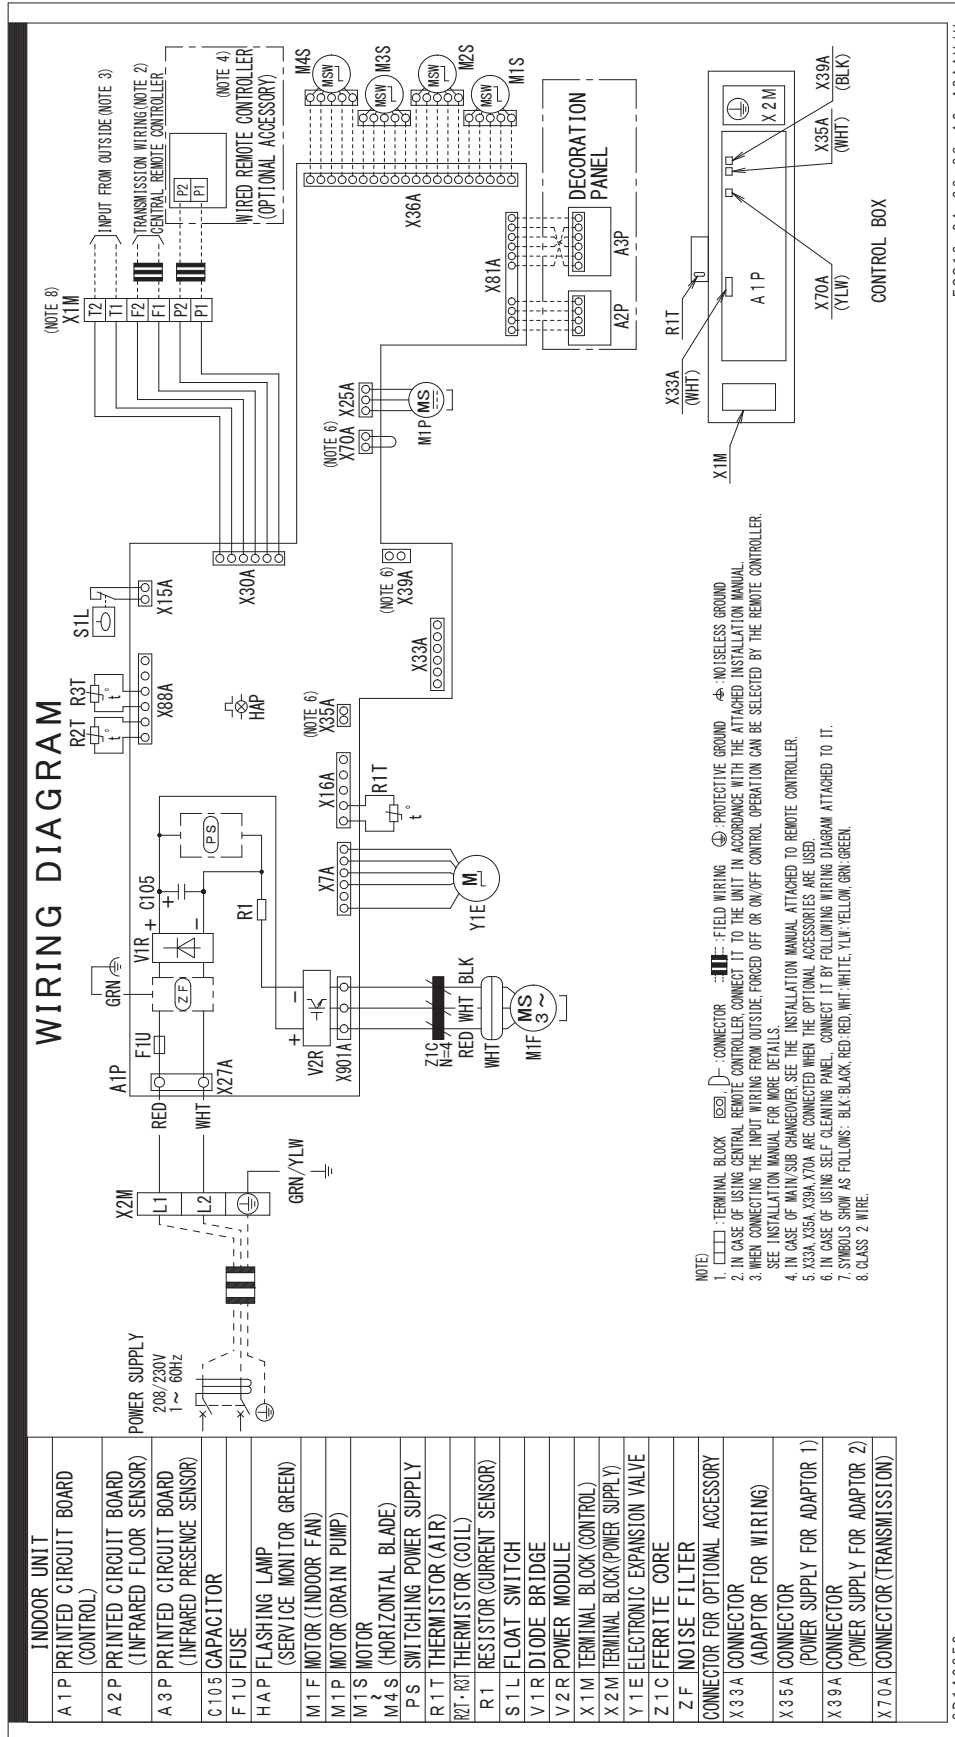 WIRING DIAGRAM
INDOOR UNIT
A1P PRINTED CIRCUIT BOARD
(CONTROL)
A2P PRINTED CIRCUIT BOARD
(INFRARED FLOOR SENSOR)
A3P PRINTED CIRCUIT BOARD
(INFRARED PRESENCE SENSOR)
C105 CAPACITOR
F1U FUSE
HAP FLASHING LAMP
(SERVICE MONITOR GREEN)
M1F MOTOR(INDOOR FAN)
M1P MOTOR(DRAIN PUMP)
M1S MOTOR
~ (HORIZONTAL BLADE)
M4S
PS SWITCHING POWER SUPPLY
R1T THERMISTOR(AIR)
R2T·R3T THERMISTOR(COIL)
R1 RESISTOR(CURRENT SENSOR)
S1L FLOAT SWITCH
V1R DIODE BRIDGE
V2R POWER MODULE
X1M TERMINAL BLOCK(CONTROL)
X2M TERMINAL BLOCK(POWER SUPPLY)
Y1E ELECTRONIC EXPANSION VALVE
Z1C FERRITE CORE
ZF NOISE FILTER
CONNECTOR FOR OPTIONAL ACCESSORY
X33A CONNECTOR
(ADAPTOR FOR WIRING)
X35A CONNECTOR
(POWER SUPPLY FOR ADAPTOR 1)
X39A CONNECTOR
(POWER SUPPLY FOR ADAPTOR 2)
X70A CONNECTOR(TRANSMISSION)
POWER SUPPLY
208/230V
1~ 60Hz
X2M
L1
L2
RED
WHT
GRN/YLW
A1P
X27A
F1U
GRN
ZF
V1R
+
-
C105
+
PS
R1
V2R
+
-
X901A
Z1C
N=4
RED
WHT
BLK
WHT
MS
3~
M1F
R2T
t°
R3T
t°
X88A
S1L
X15A
HAP
X7A
M
Y1E
X16A
R1T
t°
(NOTE 6)
X35A
X33A
(NOTE 6)
X39A
X30A
(NOTE 6)
X70A
X25A
MS
M1P
(NOTE 8)
X1M
T2
T1
F2
F1
P2
P1
INPUT FROM OUTSIDE(NOTE 3)
TRANSMISSION WIRING(NOTE 2)
CENTRAL REMOTE CONTROLLER
P2
P1
(NOTE 4)
WIRED REMOTE CONTROLLER
(OPTIONAL ACCESSORY)
X36A
MSW
M4S
MSW
M3S
MSW
M2S
MSW
M1S
X81A
DECORATION
PANEL
A2P
A3P
X1M
X33A
(WHT)
R1T
A1P
X70A
(YLW)
X35A
(WHT)
X39A
(BLK)
X2M
CONTROL BOX
NOTE)
1. :TERMINAL BLOCK , :CONNECTOR :FIELD WIRING :PROTECTIVE GROUND :NOISELESS GROUND
2. IN CASE OF USING CENTRAL REMOTE CONTROLLER, CONNECT IT TO THE UNIT IN ACCORDANCE WITH THE ATTACHED INSTALLATION MANUAL.
3. WHEN CONNECTING THE INPUT WIRING FROM OUTSIDE, FORCED OFF OR ON/OFF CONTROL OPERATION CAN BE SELECTED BY THE REMOTE CONTROLLER.
SEE INSTALLATION MANUAL FOR MORE DETAILS.
4. IN CASE OF MAIN/SUB CHANGEOVER, SEE THE INSTALLATION MANUAL ATTACHED TO REMOTE CONTROLLER.
5. X33A, X35A, X39A, X70A ARE CONNECTED WHEN THE OPTIONAL ACCESSORIES ARE USED.
6. IN CASE OF USING SELF CLEANING PANEL, CONNECT IT BY FOLLOWING WIRING DIAGRAM ATTACHED TO IT.
7. SYMBOLS SHOW AS FOLLOWS: BLK:BLACK, RED:RED, WHT:WHITE, YLW:YELLOW, GRN:GREEN.
8. CLASS 2 WIRE.